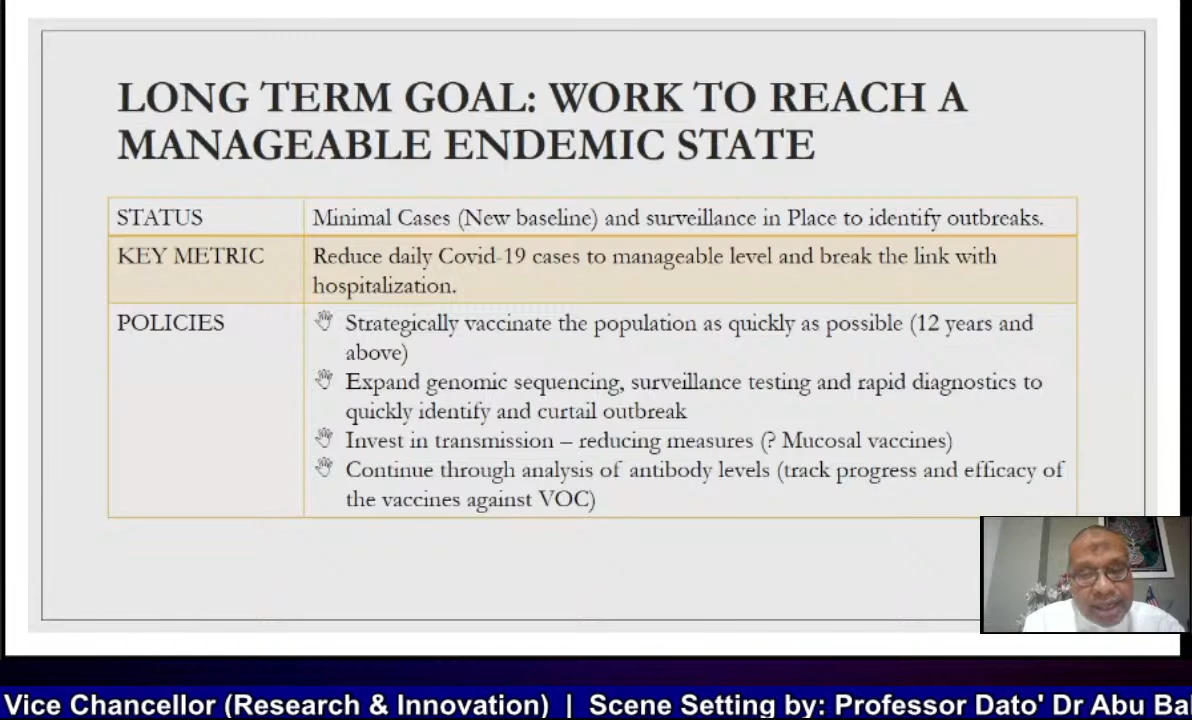 LONG TERM GOAL: WORK TO REACH A
MANAGEABLE ENDEMIC STATE
STATUS
Minimal Cases (New baseline) and surveillance in Place to identify outbreaks.
KEY METRIC
Reduce daily Covid-19 cases to manageable level and break the link with
hospitalization.
POLICIES
Strategically vaccinate the population as quickly as possible (12 years and
above)
Expand genomic sequencing, surveillance testing and rapid diagnostics to
quickly identify and curtail outbreak
Invest in transmission – reducing measures (? Mucosal vaccines)
Continue through analysis of antibody levels (track progress and efficacy of
the vaccines against VOC)
Vice Chancellor (Research & Innovation) | Scene Setting by: Professor Dato' Dr Abu Ba